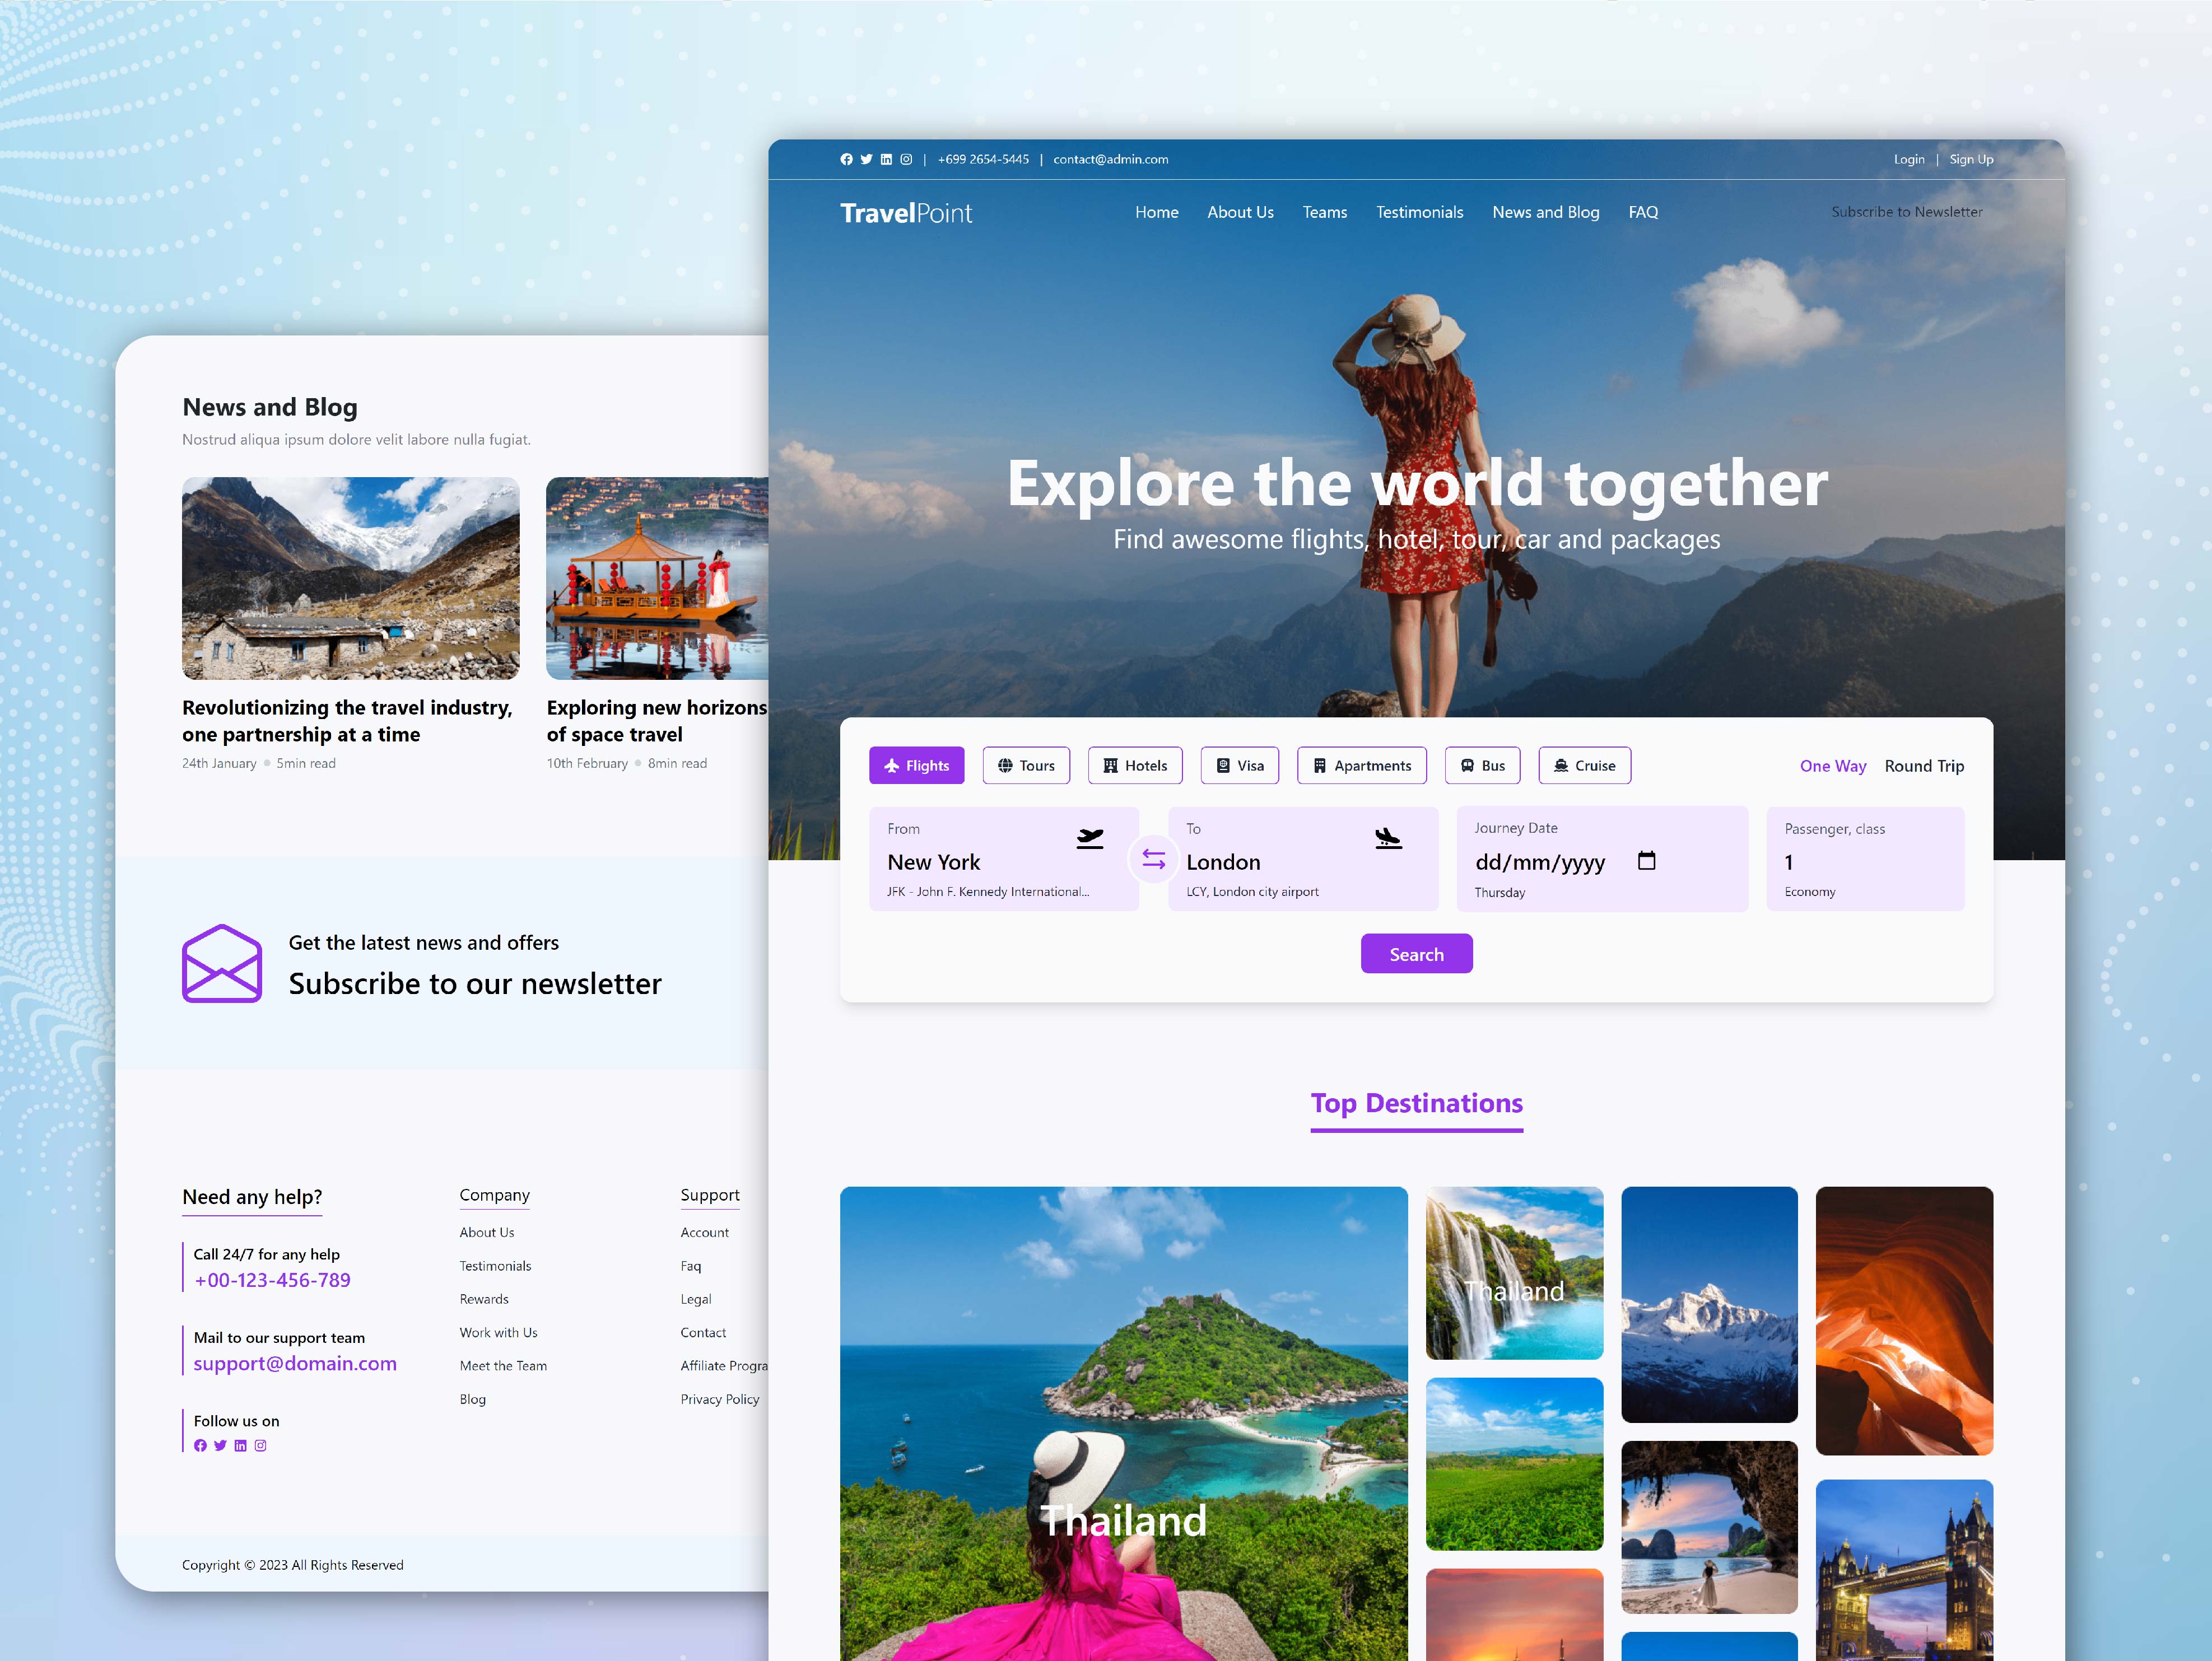 +699 2654-5445 | contact@admin.com
Login | Sign Up
TravelPoint
Home About Us Teams Testimonials News and Blog FAQ
Subscribe to Newsletter
Explore the world together
Find awesome flights, hotel, tour, car and packages
Flights Tours Hotels Visa Apartments Bus Cruise
One Way Round Trip
From
New York
JFK - John F. Kennedy International...
To
London
LCY, London city airport
Journey Date
dd/mm/yyyy
Thursday
Passenger, class
1
Economy
Search
Top Destinations
Thailand
Thailand
News and Blog
Nostrud aliqua ipsum dolore velit labore nulla fugiat.
Revolutionizing the travel industry,
one partnership at a time
24th January 5min read
Exploring new horizons
of space travel
10th February 8min read
Get the latest news and offers
Subscribe to our newsletter
Need any help?
Call 24/7 for any help
+00-123-456-789
Mail to our support team
support@domain.com
Follow us on
Company
About Us
Testimonials
Rewards
Work with Us
Meet the Team
Blog
Support
Account
Faq
Legal
Contact
Affiliate Progra
Privacy Policy
Copyright © 2023 All Rights Reserved